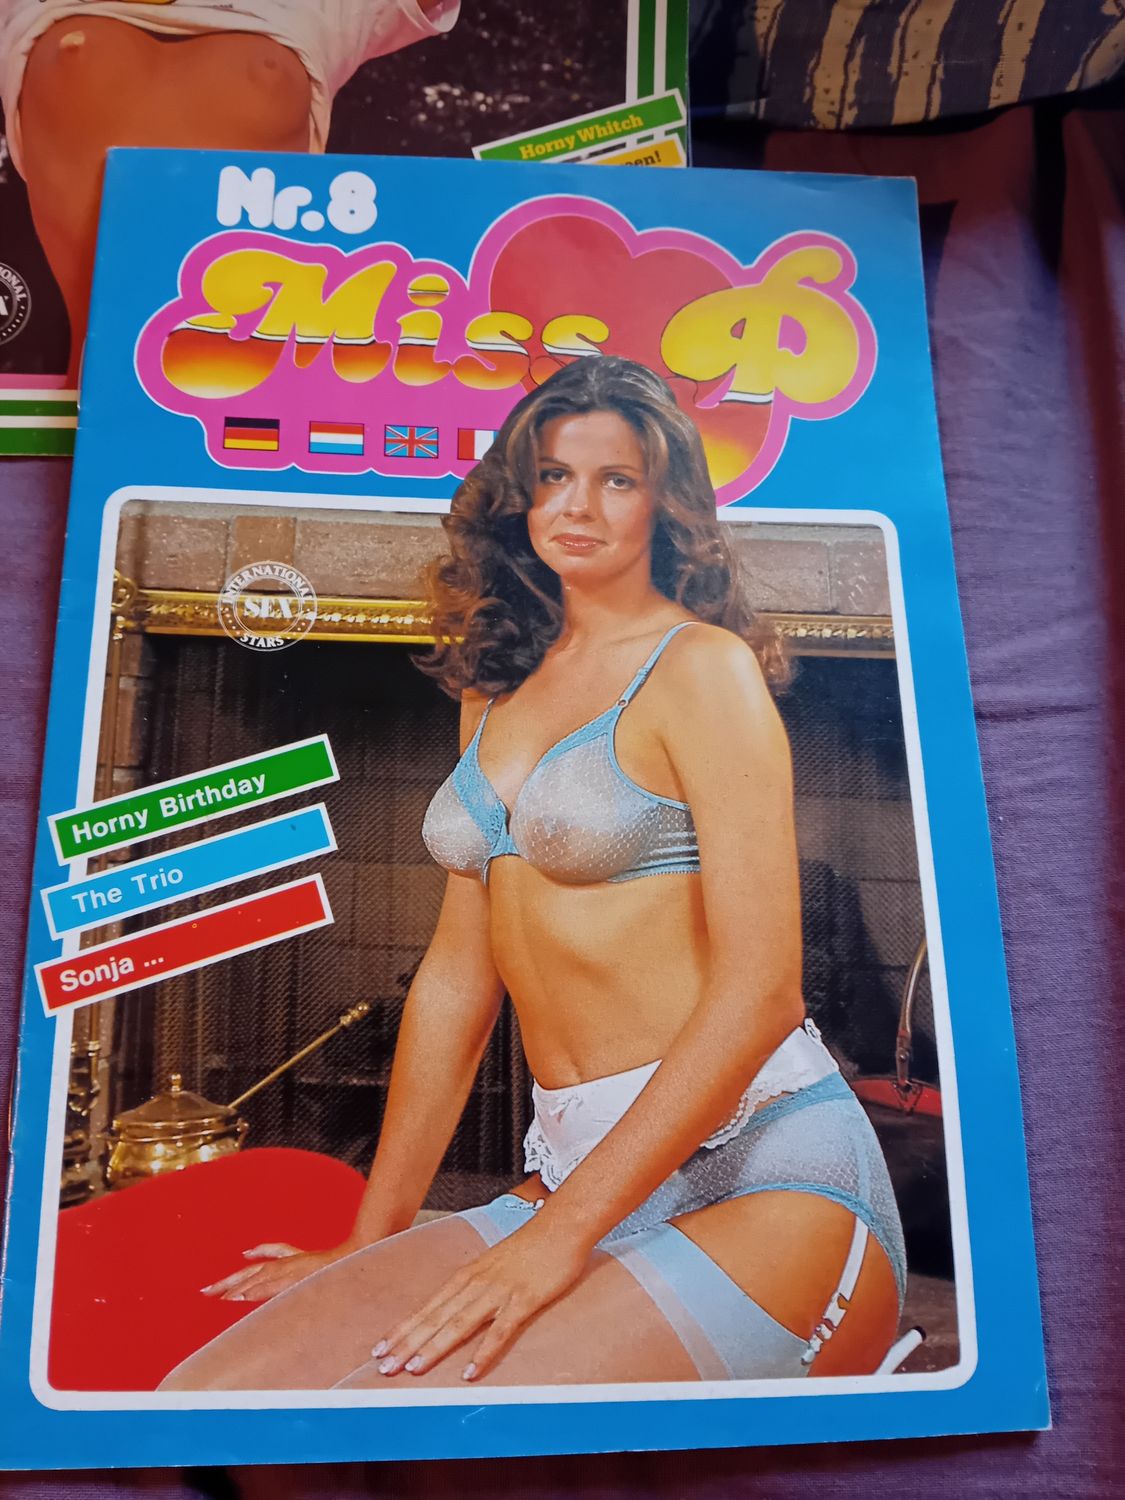 Horny Whitch
Nr.8
Miss
INTERNATIONAL
SEX
STARS
Horny Birthday
The Trio
Sonja ...